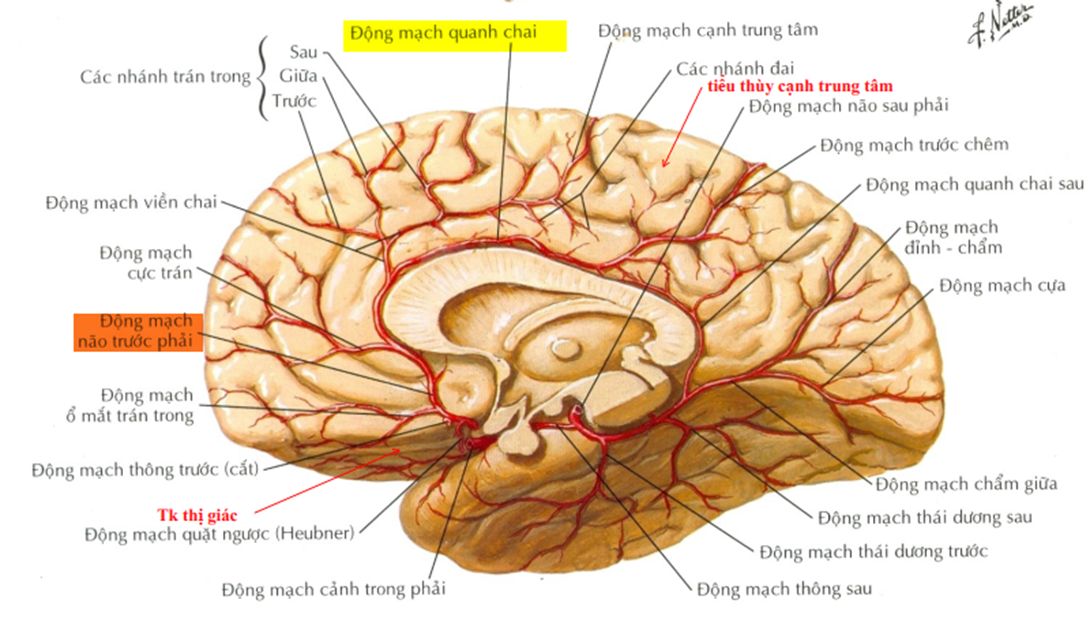 F. Netter
M.D.
Động mạch quanh chai
Động mạch cạnh trung tâm
Các nhánh trán trong
Sau
Giữa
Trước
Các nhánh đai
tiểu thùy cạnh trung tâm
Động mạch não sau phải
Động mạch trước chêm
Động mạch quanh chai sau
Động mạch viền chai
Động mạch
đỉnh - chẩm
Động mạch
cực trán
Động mạch cựa
Động mạch
não trước phải
Động mạch
ổ mắt trán trong
Động mạch thông trước (cắt)
Động mạch chẩm giữa
Tk thị giác
Động mạch thái dương sau
Động mạch quặt ngược (Heubner)
Động mạch thái dương trước
Động mạch cảnh trong phải
Động mạch thông sau